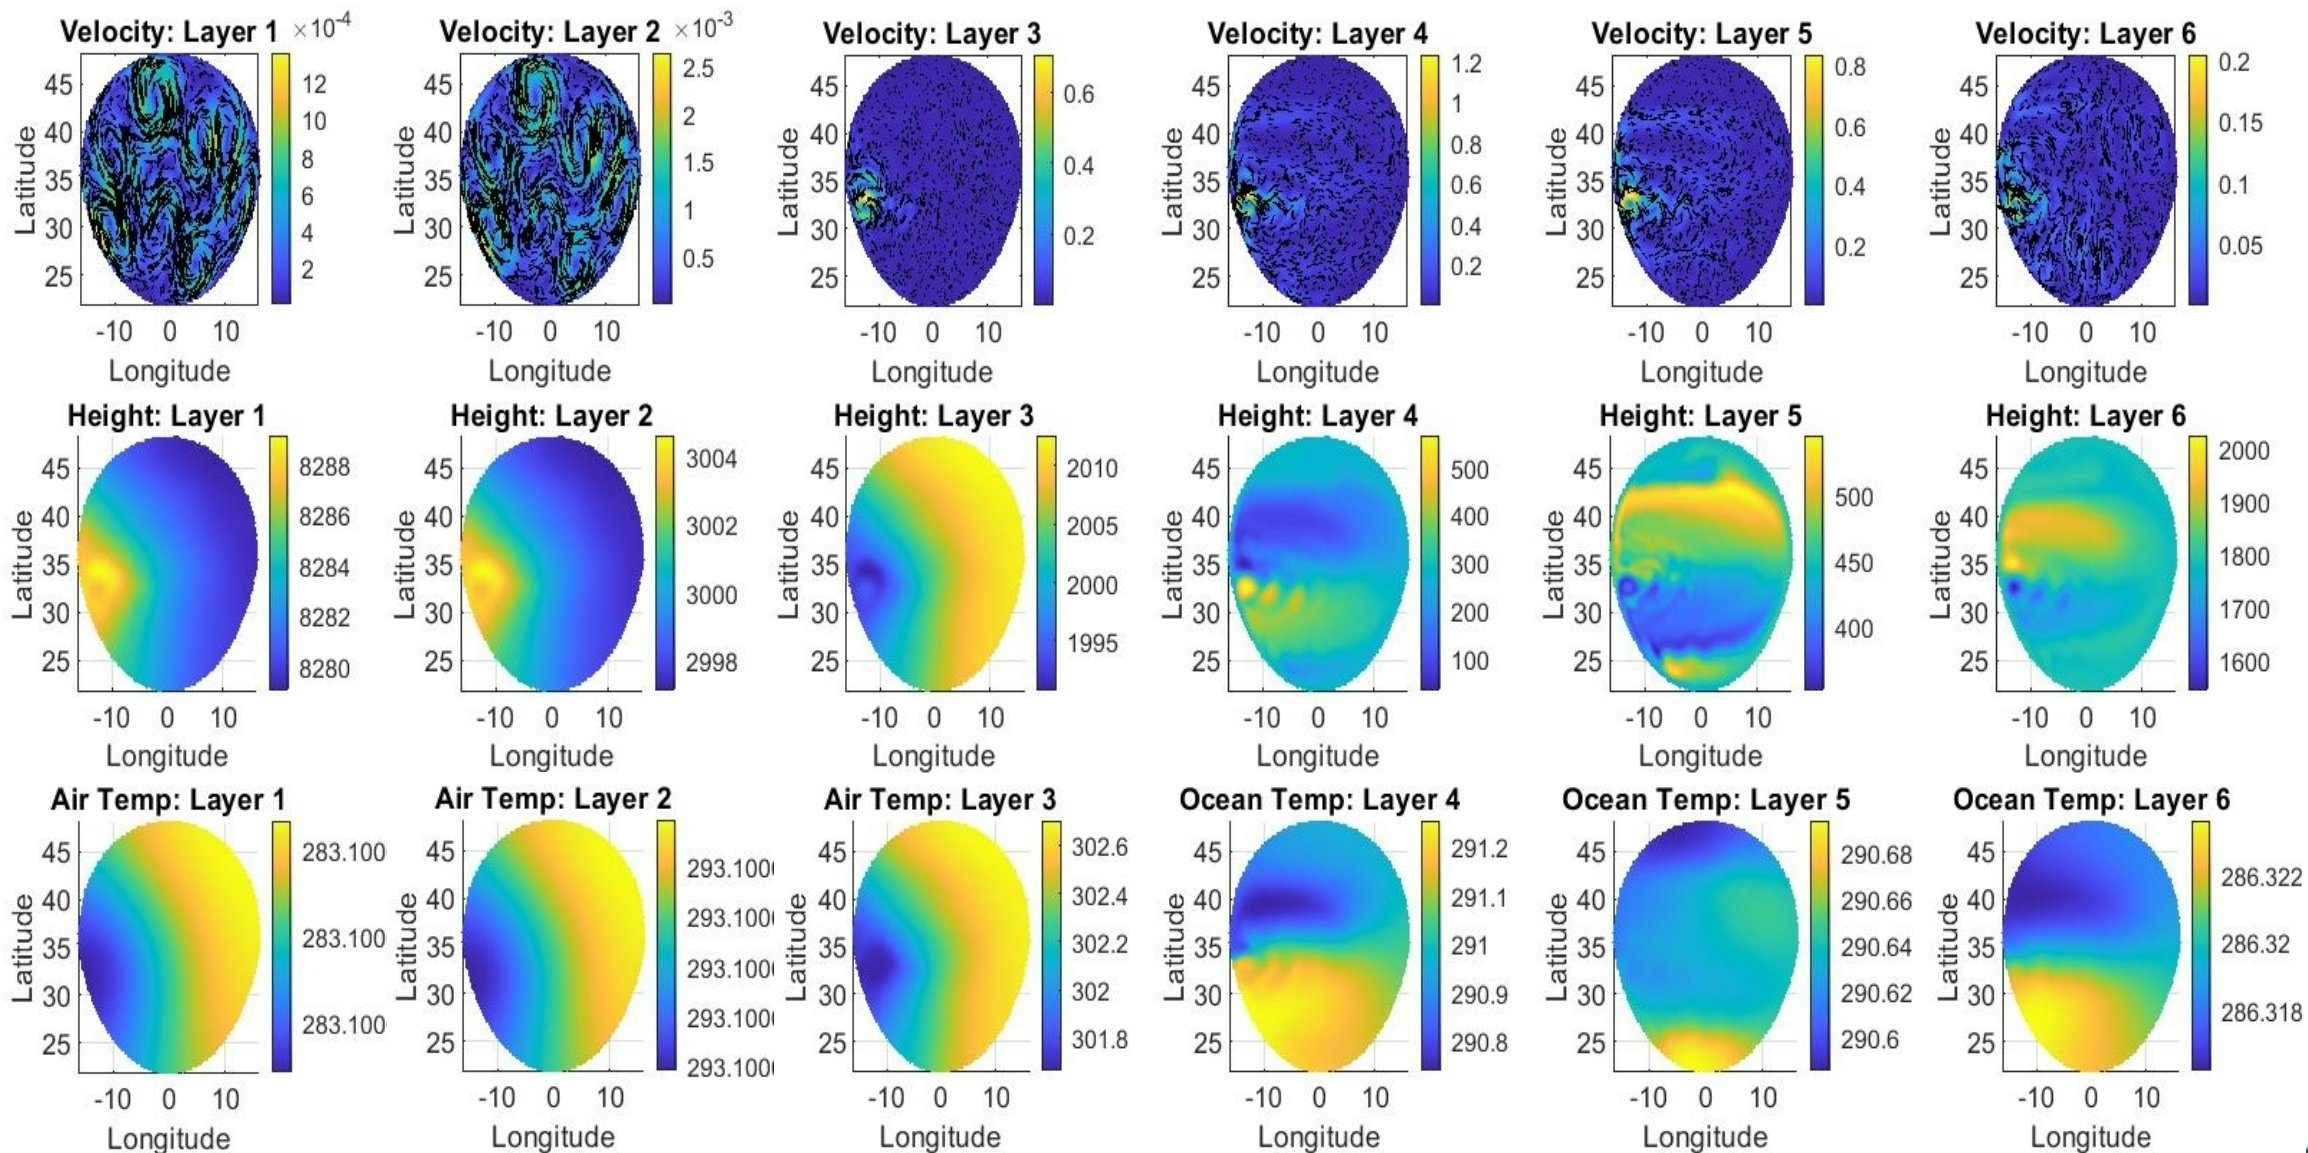 Velocity: Layer 1 ×10-4
Velocity: Layer 2 ×10-3
Velocity: Layer 3
Velocity: Layer 4
Velocity: Layer 5
Velocity: Layer 6
Latitude
45
40
35
30
25
-10 0 10
Longitude
12
10
8
6
4
2
Latitude
45
40
35
30
25
-10 0 10
Longitude
2.5
2
1.5
1
0.5
Latitude
45
40
35
30
25
-10 0 10
Longitude
0.6
0.4
0.2
Latitude
45
40
35
30
25
-10 0 10
Longitude
1.2
1
0.8
0.6
0.4
0.2
Latitude
45
40
35
30
25
-10 0 10
Longitude
0.8
0.6
0.4
0.2
Latitude
45
40
35
30
25
-10 0 10
Longitude
0.2
0.15
0.1
0.05
Height: Layer 1
Height: Layer 2
Height: Layer 3
Height: Layer 4
Height: Layer 5
Height: Layer 6
Latitude
45
40
35
30
25
-10 0 10
Longitude
8288
8286
8284
8282
8280
Latitude
45
40
35
30
25
-10 0 10
Longitude
3004
3002
3000
2998
Latitude
45
40
35
30
25
-10 0 10
Longitude
2010
2005
2000
1995
Latitude
45
40
35
30
25
-10 0 10
Longitude
500
400
300
200
100
Latitude
45
40
35
30
25
-10 0 10
Longitude
500
450
400
Latitude
45
40
35
30
25
-10 0 10
Longitude
2000
1900
1800
1700
1600
Air Temp: Layer 1
Air Temp: Layer 2
Air Temp: Layer 3
Ocean Temp: Layer 4
Ocean Temp: Layer 5
Ocean Temp: Layer 6
Latitude
45
40
35
30
25
-10 0 10
Longitude
283.100
283.100
283.100
Latitude
45
40
35
30
25
-10 0 10
Longitude
293.100
293.100
293.100
293.100
293.100
Latitude
45
40
35
30
25
-10 0 10
Longitude
302.6
302.4
302.2
302
301.8
Latitude
45
40
35
30
25
-10 0 10
Longitude
291.2
291.1
291
290.9
290.8
Latitude
45
40
35
30
25
-10 0 10
Longitude
290.68
290.66
290.64
290.62
290.6
Latitude
45
40
35
30
25
-10 0 10
Longitude
286.322
286.32
286.318